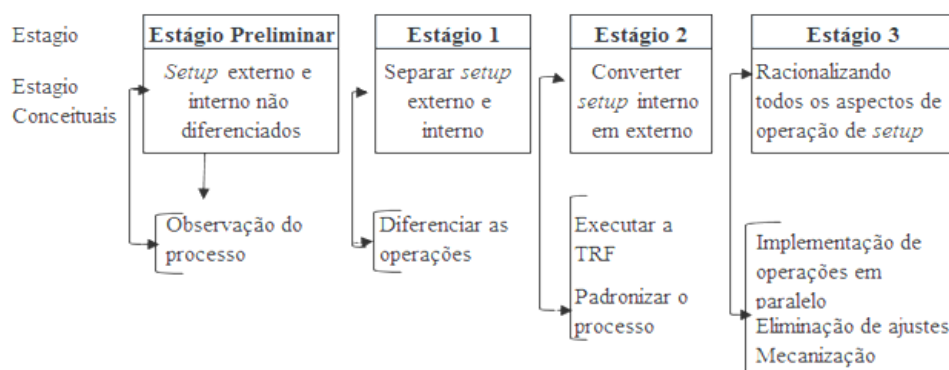 Estagio
Estágio Preliminar
Estágio 1
Estágio 2
Estágio 3
Estagio
Conceituais
Setup externo e
interno não
diferenciados
Separar setup
externo e
interno
Converter
setup interno
em externo
Racionalizando
todos os aspectos de
operação de setup
Observação do
processo
Diferenciar as
operações
Executar a
TRF
Padronizar o
processo
Implementação de
operações em
paralelo
Eliminação de ajustes
Mecanização